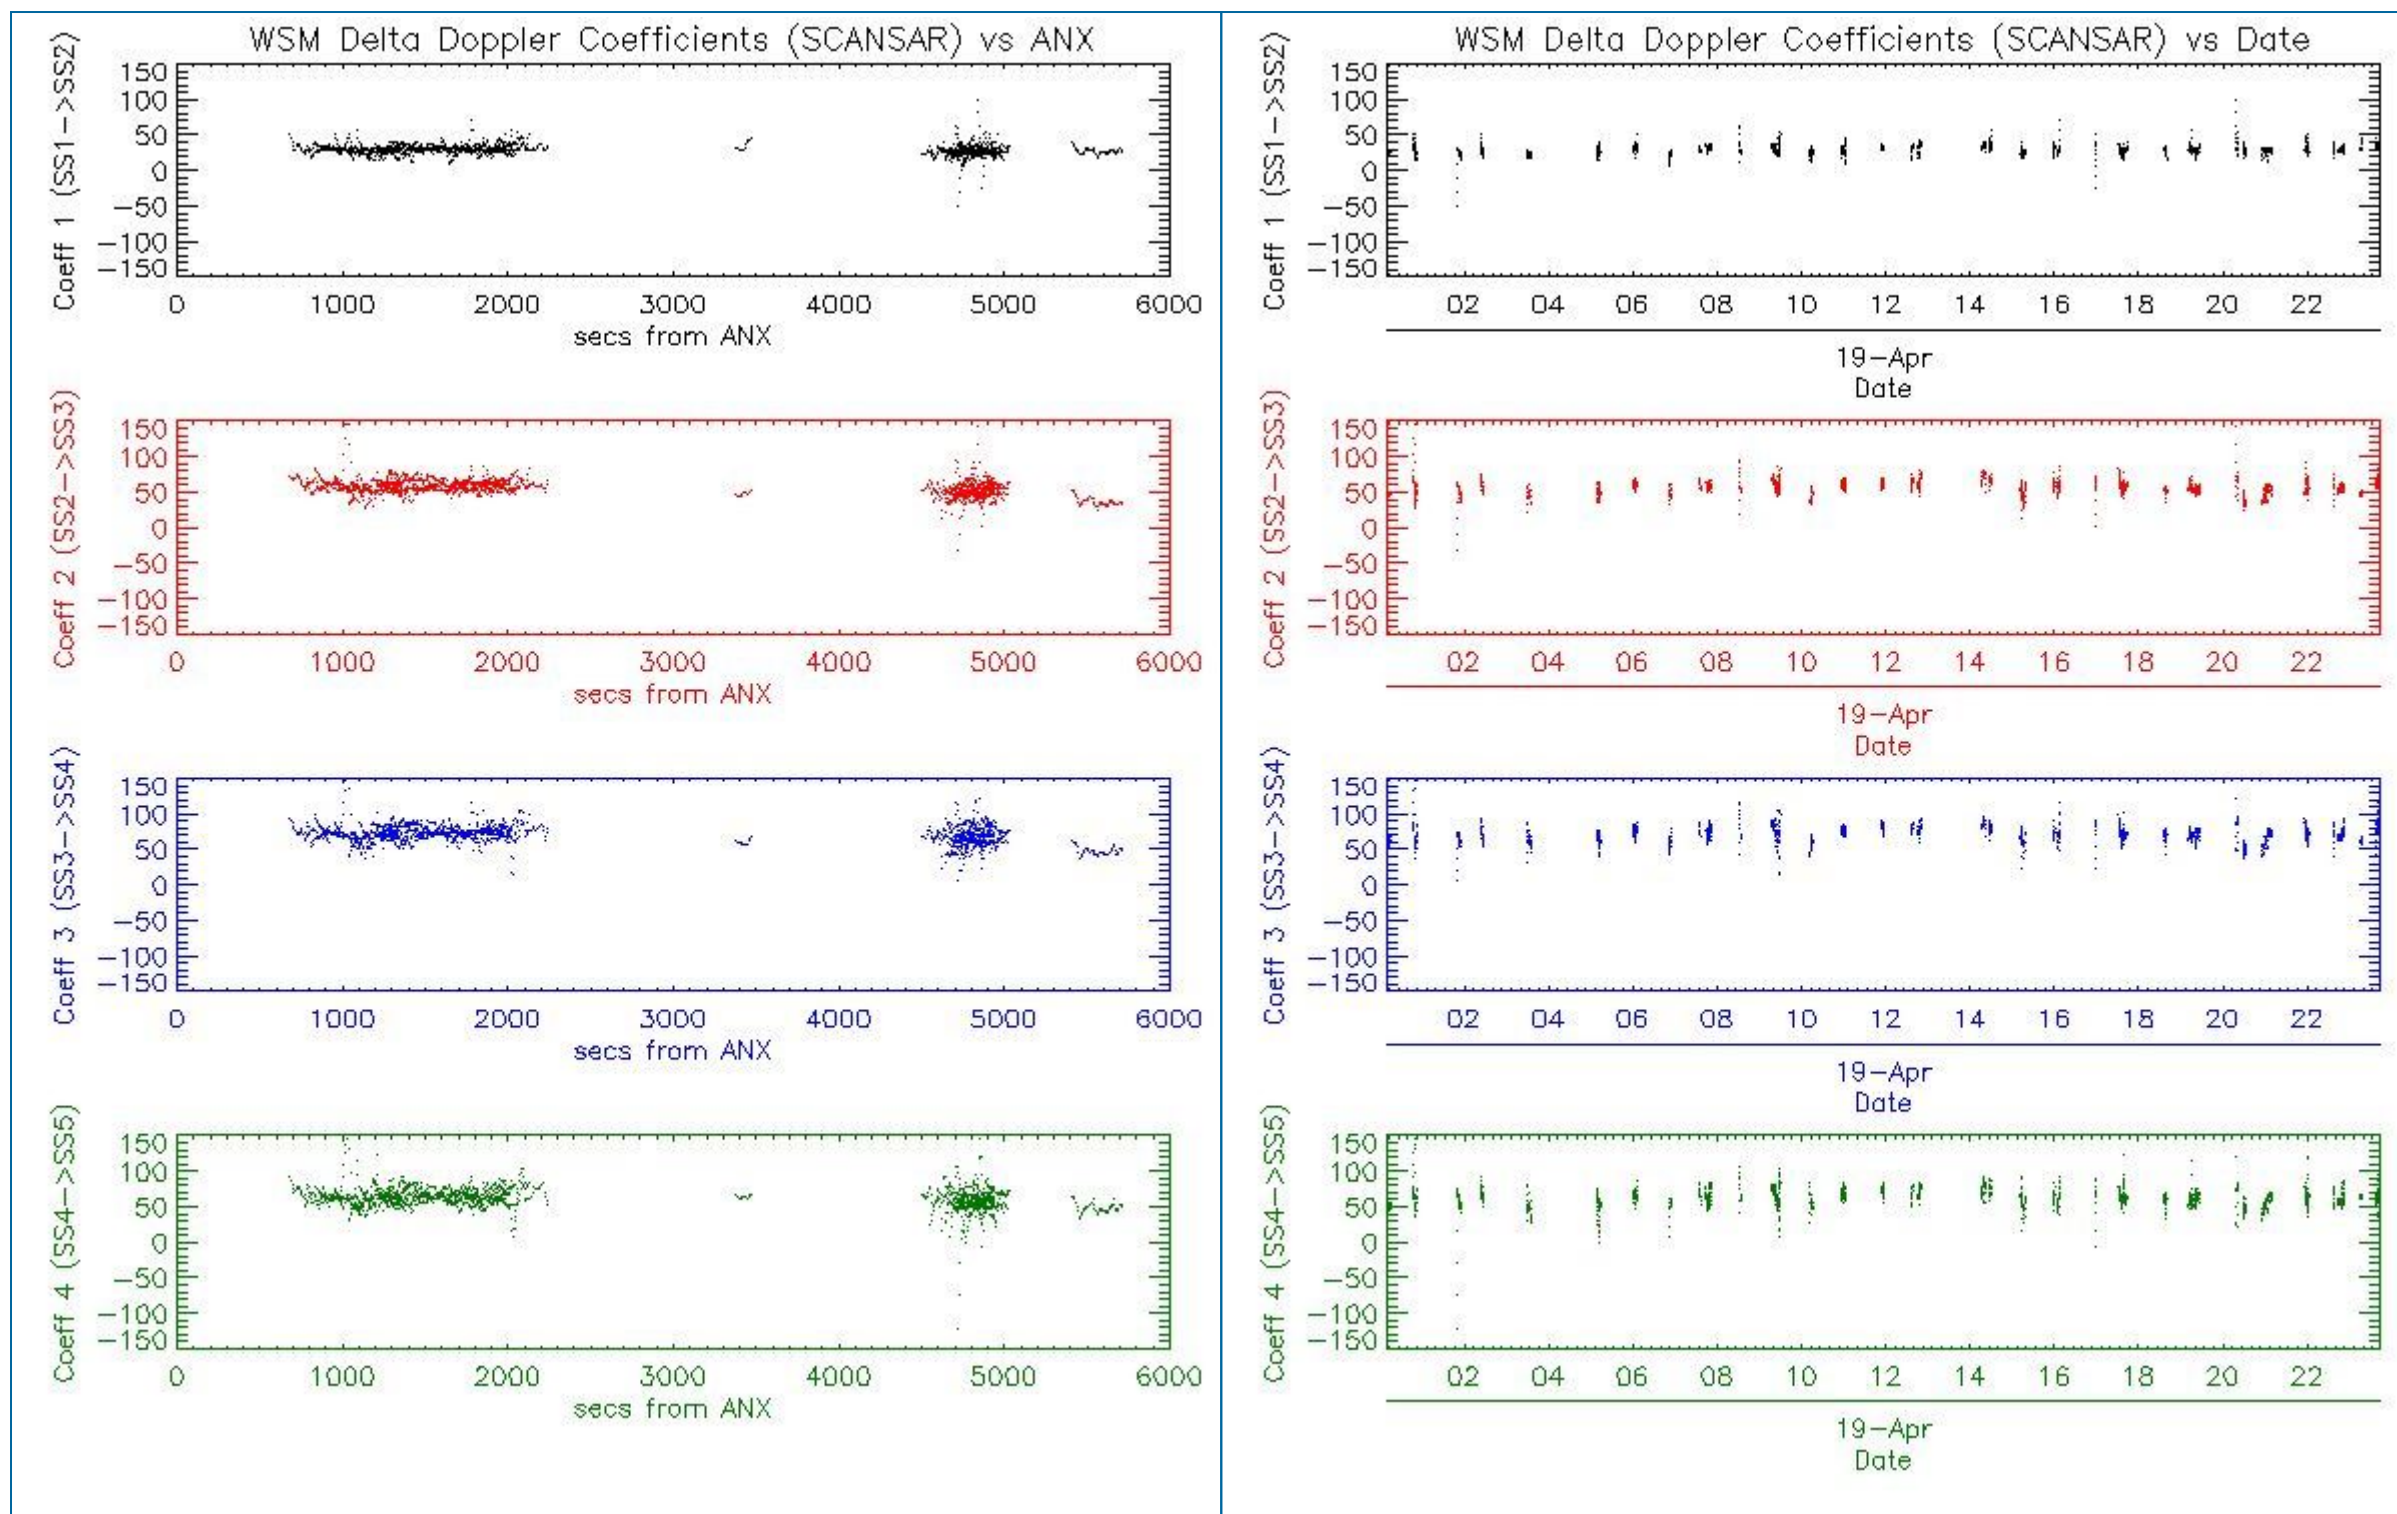 WSM Delta Doppler Coefficients (SCANSAR) vs ANX
Coeff 1 (SS1->SS2)
150
100
50
0
-50
-100
-150
0 1000 2000 3000 4000 5000 6000
secs from ANX
Coeff 2 (SS2->SS3)
150
100
50
0
-50
-100
-150
0 1000 2000 3000 4000 5000 6000
secs from ANX
Coeff 3 (SS3->SS4)
150
100
50
0
-50
-100
-150
0 1000 2000 3000 4000 5000 6000
secs from ANX
Coeff 4 (SS4->SS5)
150
100
50
0
-50
-100
-150
0 1000 2000 3000 4000 5000 6000
secs from ANX
WSM Delta Doppler Coefficients (SCANSAR) vs Date
Coeff 1 (SS1->SS2)
150
100
50
0
-50
-100
-150
02 04 06 08 10 12 14 16 18 20 22
19-Apr
Date
Coeff 2 (SS2->SS3)
150
100
50
0
-50
-100
-150
02 04 06 08 10 12 14 16 18 20 22
19-Apr
Date
Coeff 3 (SS3->SS4)
150
100
50
0
-50
-100
-150
02 04 06 08 10 12 14 16 18 20 22
19-Apr
Date
Coeff 4 (SS4->SS5)
150
100
50
0
-50
-100
-150
02 04 06 08 10 12 14 16 18 20 22
19-Apr
Date